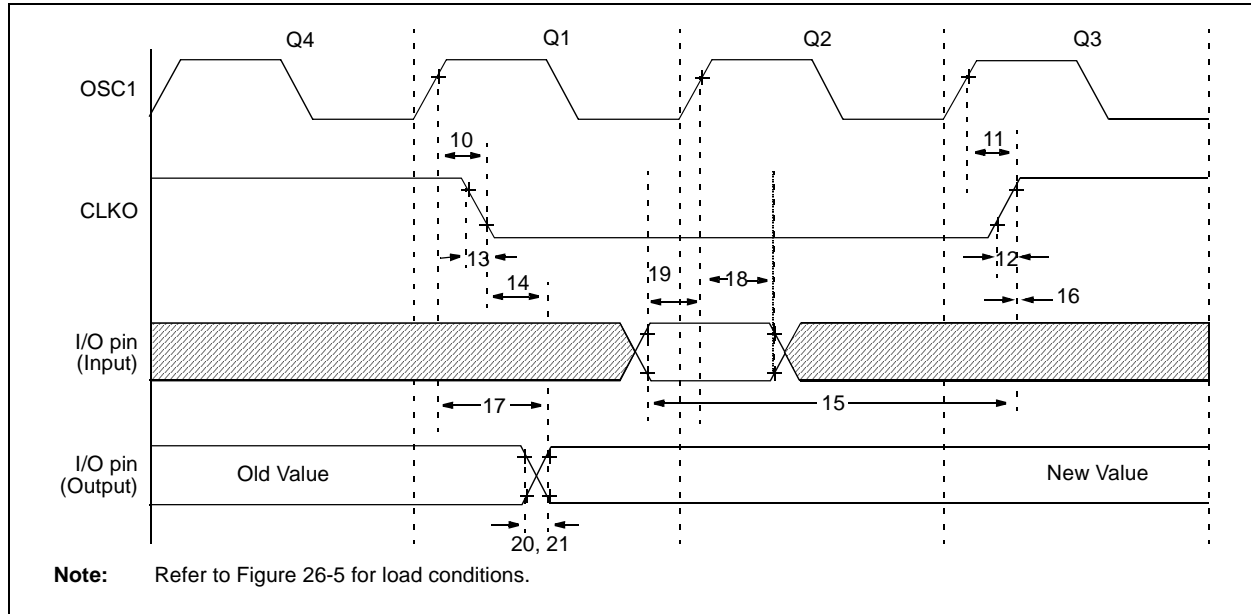 Q4 Q1 Q2 Q3
OSC1
10 11
CLKO
13 12
14 19 18 16
I/O pin
(Input)
17 15
I/O pin
(Output)
Old Value New Value
20, 21
Note: Refer to Figure 26-5 for load conditions.